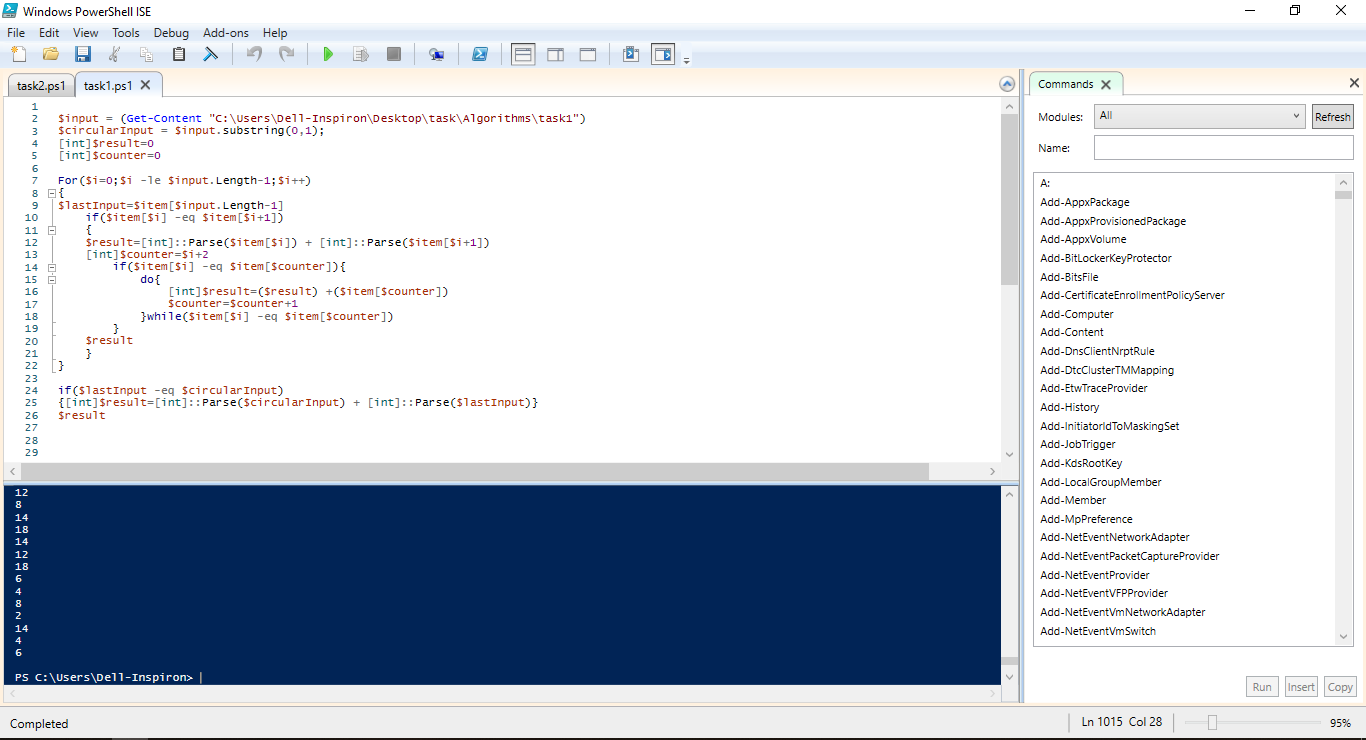 Windows PowerShell ISE
File Edit View Tools Debug Add-ons Help
task2.ps1 task1.ps1
1
2 $input = (Get-Content "C:\Users\Dell-Inspiron\Desktop\task\Algorithms\task1")
3 $circularInput = $input.substring(0,1);
4 [int]$result=0
5 [int]$counter=0
6
7 For($i=0;$i -le $input.Length-1;$i++)
8 {
9 $lastInput=$item[$input.Length-1]
10 if($item[$i] -eq $item[$i+1])
11 {
12 $result=[int]::Parse($item[$i]) + [int]::Parse($item[$i+1])
13 [int]$counter=$i+2
14 if($item[$i] -eq $item[$counter]){
15 do{
16 [int]$result=($result) +($item[$counter])
17 $counter=$counter+1
18 }while($item[$i] -eq $item[$counter])
19 }
20 $result
21 }
22 }
23
24 if($lastInput -eq $circularInput)
25 {[int]$result=[int]::Parse($circularInput) + [int]::Parse($lastInput)}
26 $result
27
28
29
12
8
14
18
14
12
18
6
4
8
2
14
4
6
PS C:\Users\Dell-Inspiron>
Commands
Modules: All Refresh
Name:
A:
Add-AppxPackage
Add-AppxProvisionedPackage
Add-AppxVolume
Add-BitLockerKeyProtector
Add-BitsFile
Add-CertificateEnrollmentPolicyServer
Add-Computer
Add-Content
Add-DnsClientNrptRule
Add-DtcClusterTMMapping
Add-EtwTraceProvider
Add-History
Add-InitiatorIdToMaskingSet
Add-JobTrigger
Add-KdsRootKey
Add-LocalGroupMember
Add-Member
Add-MpPreference
Add-NetEventNetworkAdapter
Add-NetEventPacketCaptureProvider
Add-NetEventProvider
Add-NetEventVFPProvider
Add-NetEventVmNetworkAdapter
Add-NetEventVmSwitch
Run Insert Copy
Completed
Ln 1015 Col 28
95%